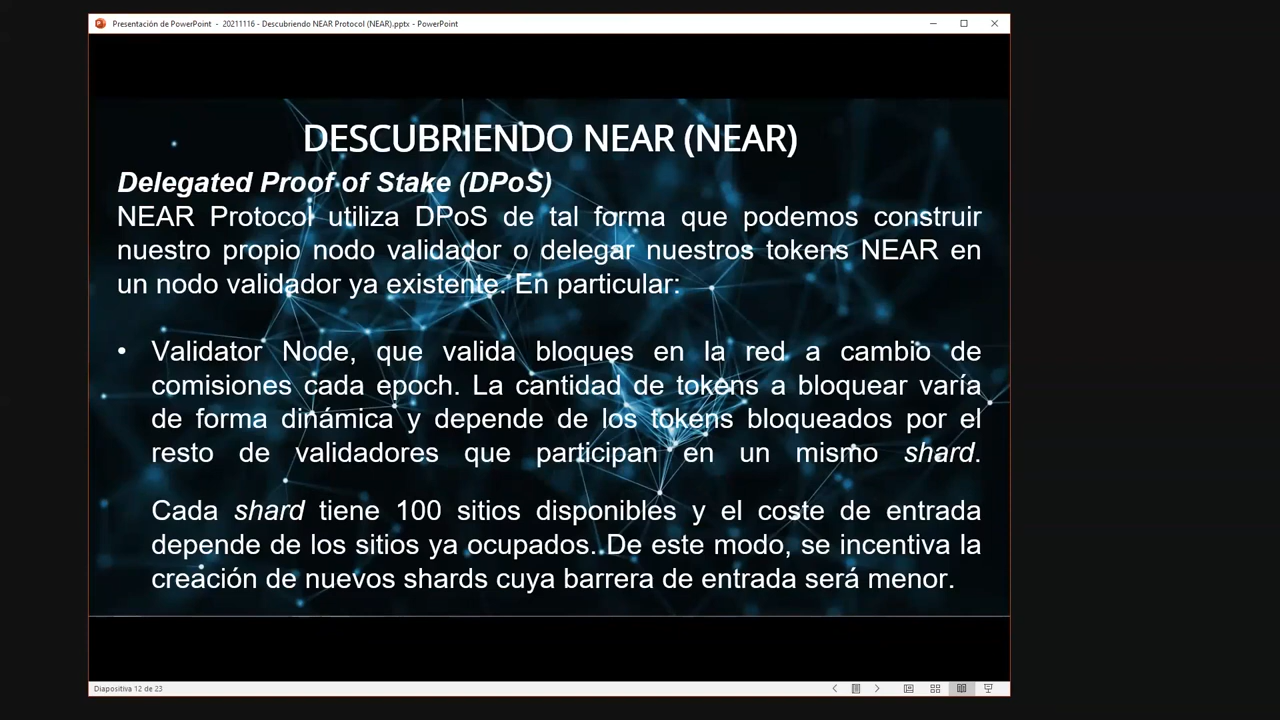 Presentación de PowerPoint - 20211116 - Descubriendo NEAR Protocol (NEAR).pptx - PowerPoint
DESCUBRIENDO NEAR (NEAR)
Delegated Proof of Stake (DPoS)
NEAR Protocol utiliza DPoS de tal forma que podemos construir
nuestro propio nodo validador o delegar nuestros tokens NEAR en
un nodo validador ya existente. En particular:
• Validator Node, que valida bloques en la red a cambio de
comisiones cada epoch. La cantidad de tokens a bloquear varía
de forma dinámica y depende de los tokens bloqueados por el
resto de validadores que participan en un mismo shard.
Cada shard tiene 100 sitios disponibles y el coste de entrada
depende de los sitios ya ocupados. De este modo, se incentiva la
creación de nuevos shards cuya barrera de entrada será menor.
Diapositiva 12 de 23